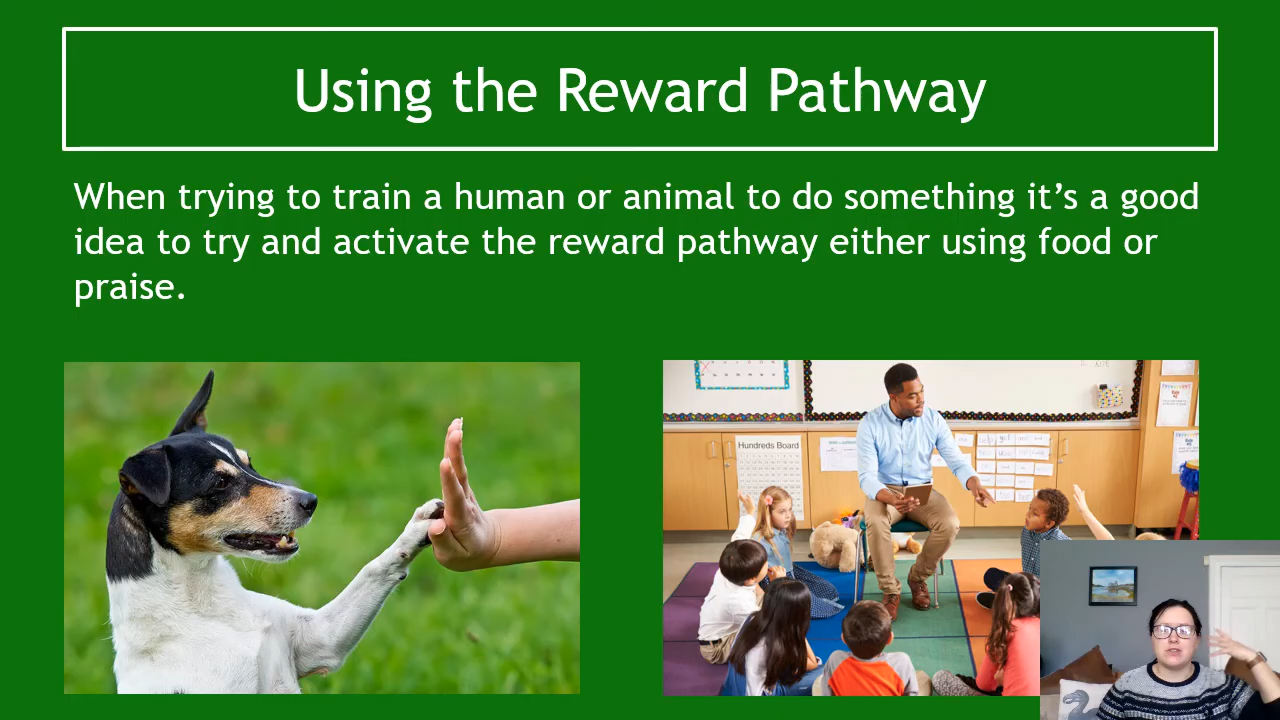 Using the Reward Pathway
When trying to train a human or animal to do something it’s a good
idea to try and activate the reward pathway either using food or
praise.
Hundreds Board